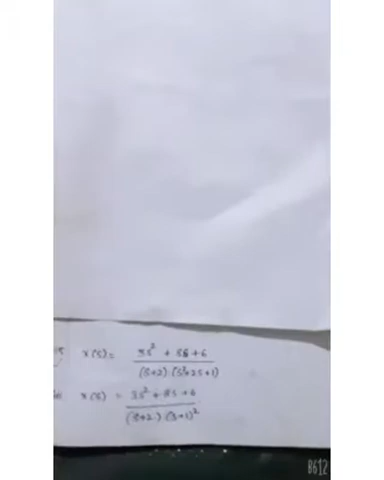 x(s) = 3s² + 8s + 6
(s+2) (s²+2s+1)
x(s) = 3s² + 8s + 6
(s+2) (s+1)²
B612